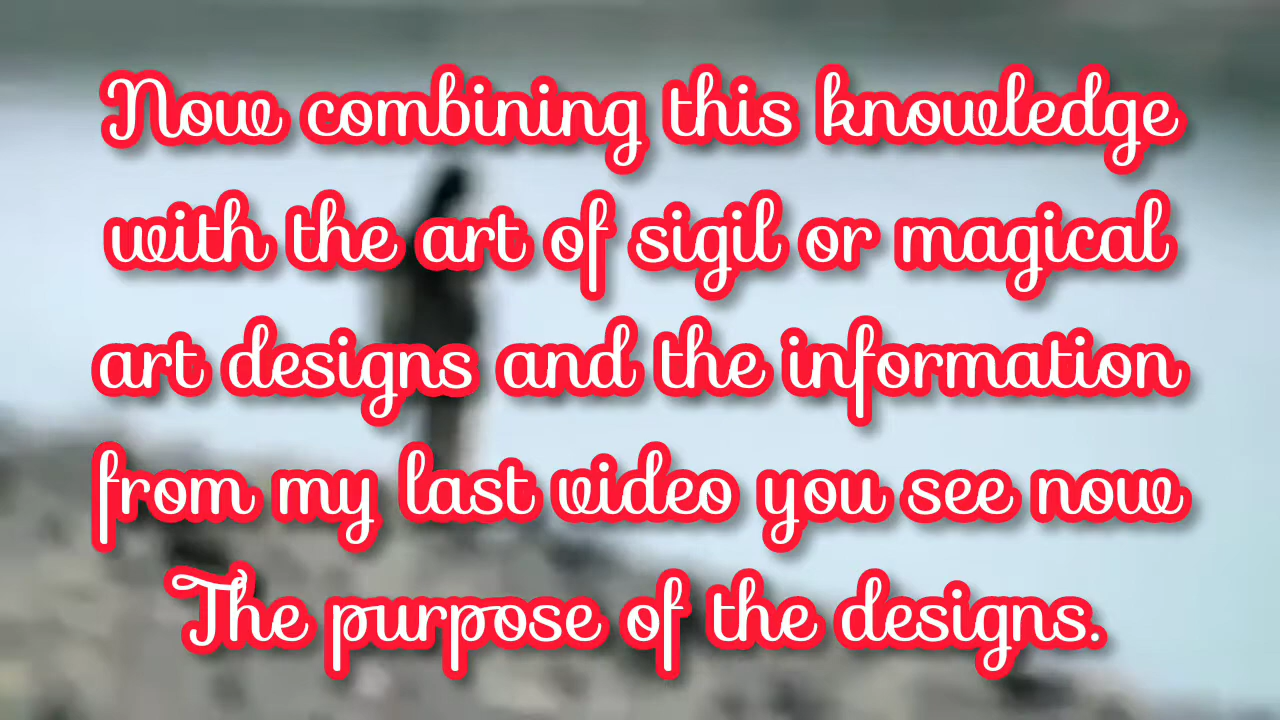 Now combining this knowledge
with the art of sigil or magical
art designs and the information
from my last video you see now
The purpose of the designs.